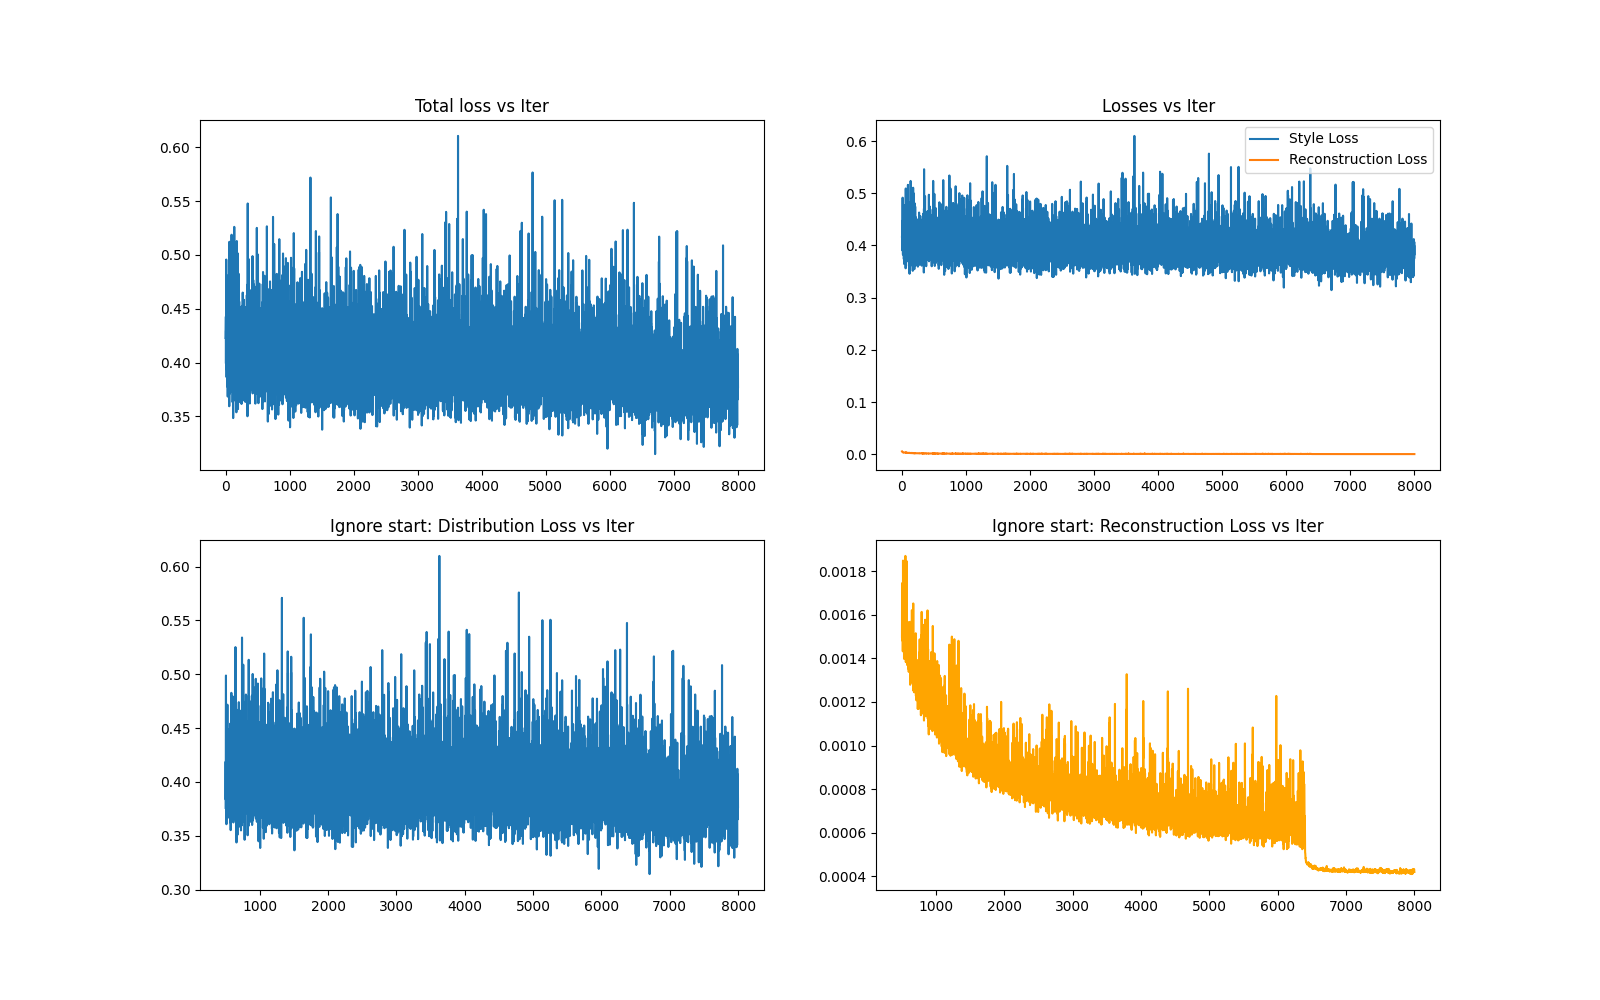 Total loss vs Iter
0.60
0.55
0.50
0.45
0.40
0.35
0 1000 2000 3000 4000 5000 6000 7000 8000
Losses vs Iter
Style Loss
Reconstruction Loss
0.6
0.5
0.4
0.3
0.2
0.1
0.0
0 1000 2000 3000 4000 5000 6000 7000 8000
Ignore start: Distribution Loss vs Iter
0.60
0.55
0.50
0.45
0.40
0.35
0.30
1000 2000 3000 4000 5000 6000 7000 8000
Ignore start: Reconstruction Loss vs Iter
0.0018
0.0016
0.0014
0.0012
0.0010
0.0008
0.0006
0.0004
1000 2000 3000 4000 5000 6000 7000 8000